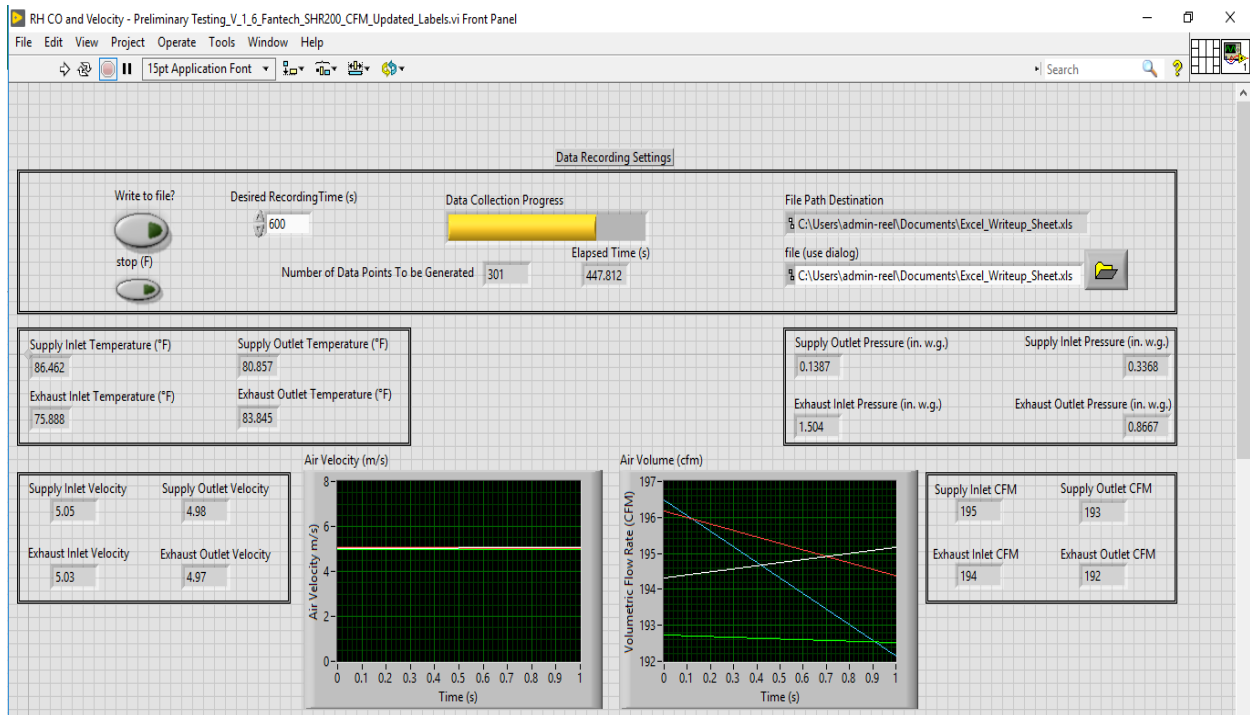 RH CO and Velocity - Preliminary Testing_V_1_6_Fantech_SHR200_CFM_Updated_Labels.vi Front Panel
File Edit View Project Operate Tools Window Help
15pt Application Font
Search
Data Recording Settings
Write to file?
Desired RecordingTime (s)
600
Data Collection Progress
File Path Destination
C:\Users\admin-reel\Documents\Excel_Writeup_Sheet.xls
stop (F)
Elapsed Time (s)
file (use dialog)
Number of Data Points To be Generated 301
447.812
C:\Users\admin-reel\Documents\Excel_Writeup_Sheet.xls
Supply Inlet Temperature (°F)
86.462
Supply Outlet Temperature (°F)
80.857
Exhaust Inlet Temperature (°F)
75.888
Exhaust Outlet Temperature (°F)
83.845
Supply Outlet Pressure (in. w.g.)
0.1387
Supply Inlet Pressure (in. w.g.)
0.3368
Exhaust Inlet Pressure (in. w.g.)
1.504
Exhaust Outlet Pressure (in. w.g.)
0.8667
Supply Inlet Velocity
5.05
Supply Outlet Velocity
4.98
Exhaust Inlet Velocity
5.03
Exhaust Outlet Velocity
4.97
Air Velocity (m/s)
Air Velocity m/s)
8
6
4
2
0
0 0.1 0.2 0.3 0.4 0.5 0.6 0.7 0.8 0.9 1
Time (s)
Air Volume (cfm)
Volumetric Flow Rate (CFM)
197
196
195
194
193
192
0 0.1 0.2 0.3 0.4 0.5 0.6 0.7 0.8 0.9 1
Time (s)
Supply Inlet CFM
195
Supply Outlet CFM
193
Exhaust Inlet CFM
194
Exhaust Outlet CFM
192
1